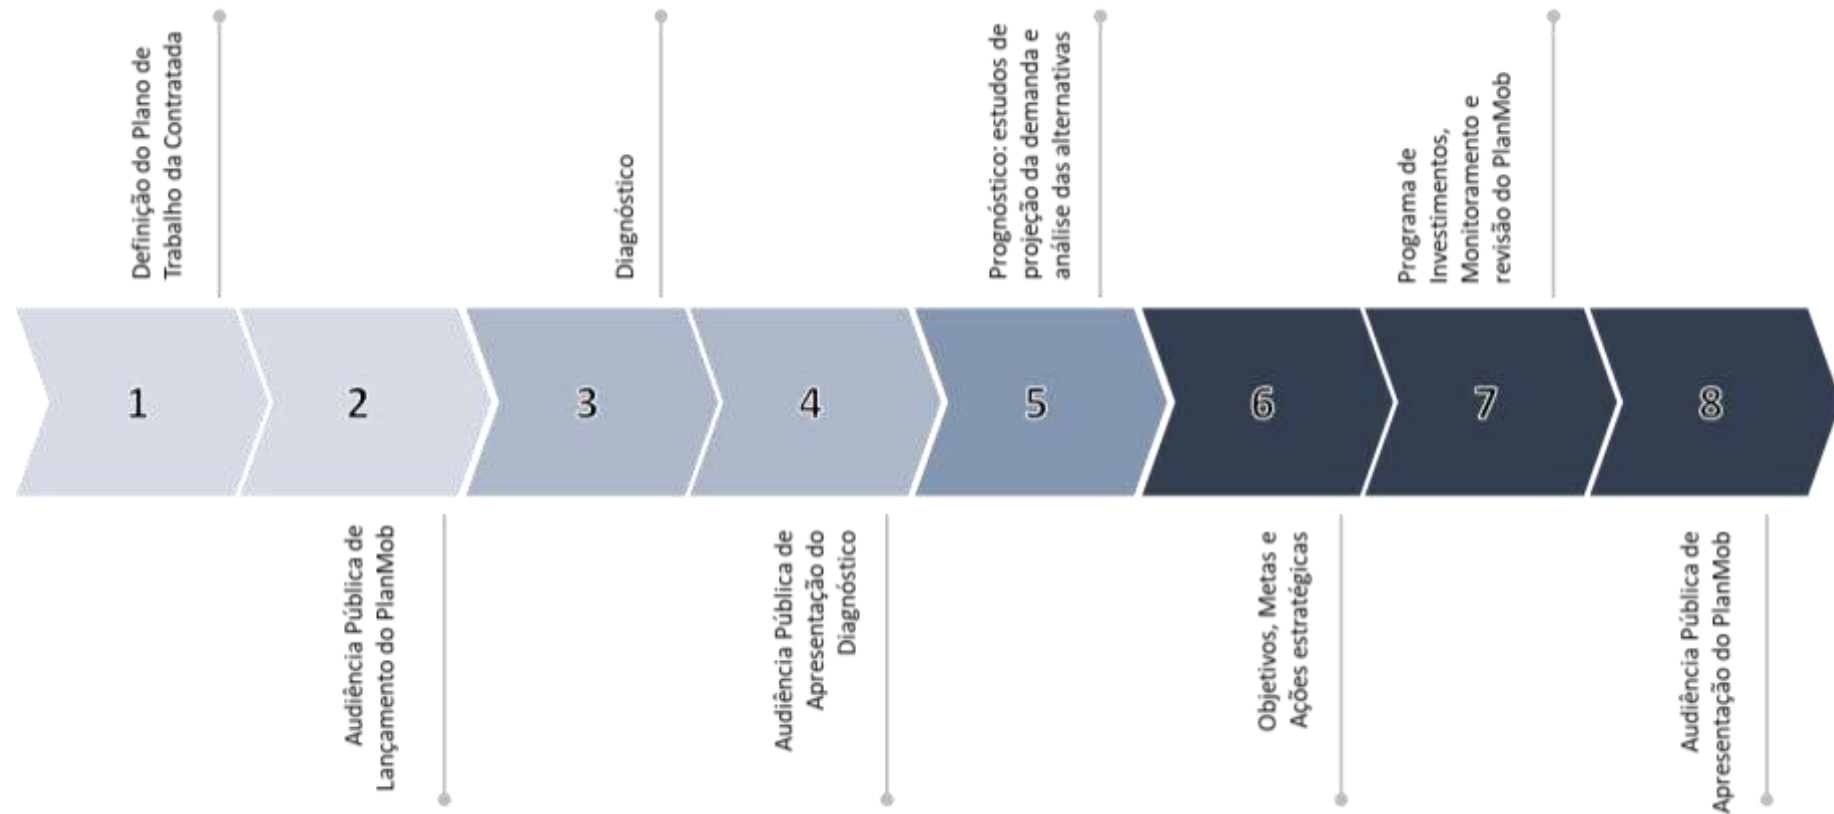 Definição do Plano de
Trabalho da Contratada
Diagnóstico
Prognóstico: estudos de
projeção da demanda e
análise das alternativas
Programa de
Investimentos,
Monitoramento e
revisão do PlanMob
1
2
3
4
5
6
7
8
Audiência Pública de
Lançamento do PlanMob
Audiência Pública de
Apresentação do
Diagnóstico
Objetivos, Metas e
Ações estratégicas
Audiência Pública de
Apresentação do PlanMob